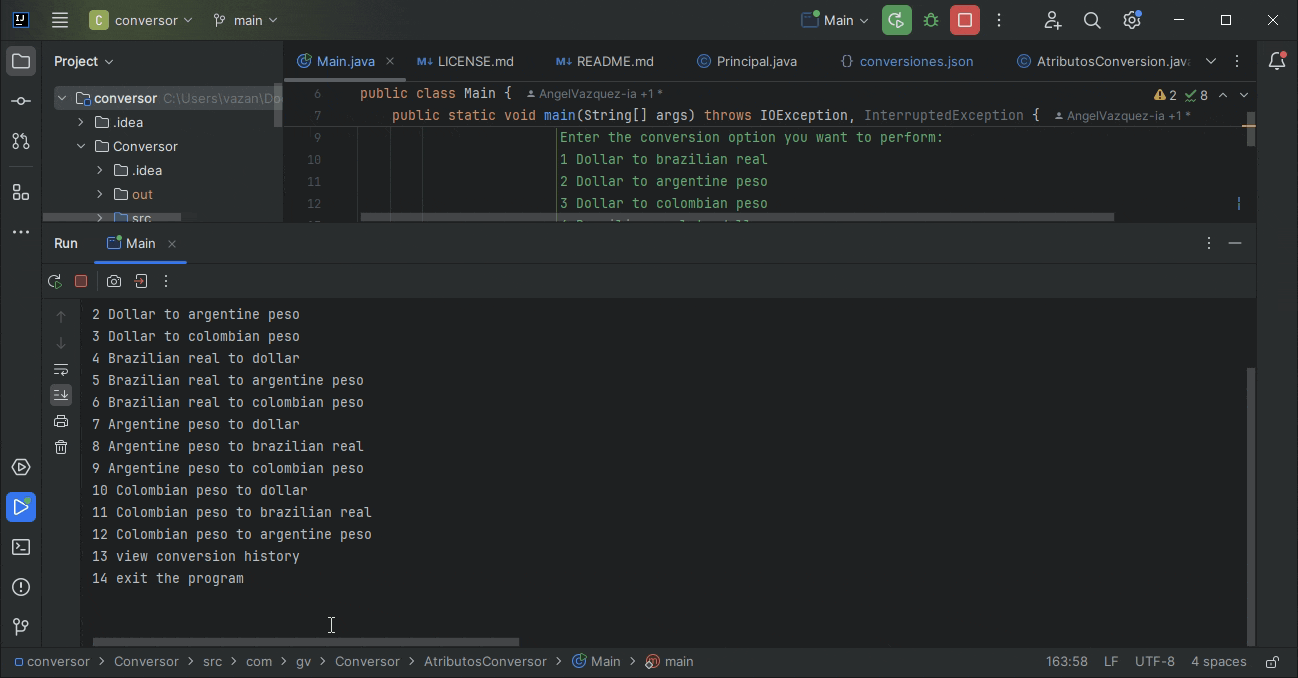 IJ
C conversor main Main
Project
Main.java LICENSE.md README.md Principal.java {} conversiones.json AtributosConversion.java
conversor C:\Users\vazan\Do
.idea
Conversor
.idea
out
src
6 public class Main { AngelVazquez-ia +1 *
7 public static void main(String[] args) throws IOException, InterruptedException { AngelVazquez-ia +1 *
9 Enter the conversion option you want to perform:
10 1 Dollar to brazilian real
11 2 Dollar to argentine peso
12 3 Dollar to colombian peso
2 8
Run Main
2 Dollar to argentine peso
3 Dollar to colombian peso
4 Brazilian real to dollar
5 Brazilian real to argentine peso
6 Brazilian real to colombian peso
7 Argentine peso to dollar
8 Argentine peso to brazilian real
9 Argentine peso to colombian peso
10 Colombian peso to dollar
11 Colombian peso to brazilian real
12 Colombian peso to argentine peso
13 view conversion history
14 exit the program
conversor > Conversor > src > com > gv > Conversor > AtributosConversor > Main > main 163:58 LF UTF-8 4 spaces